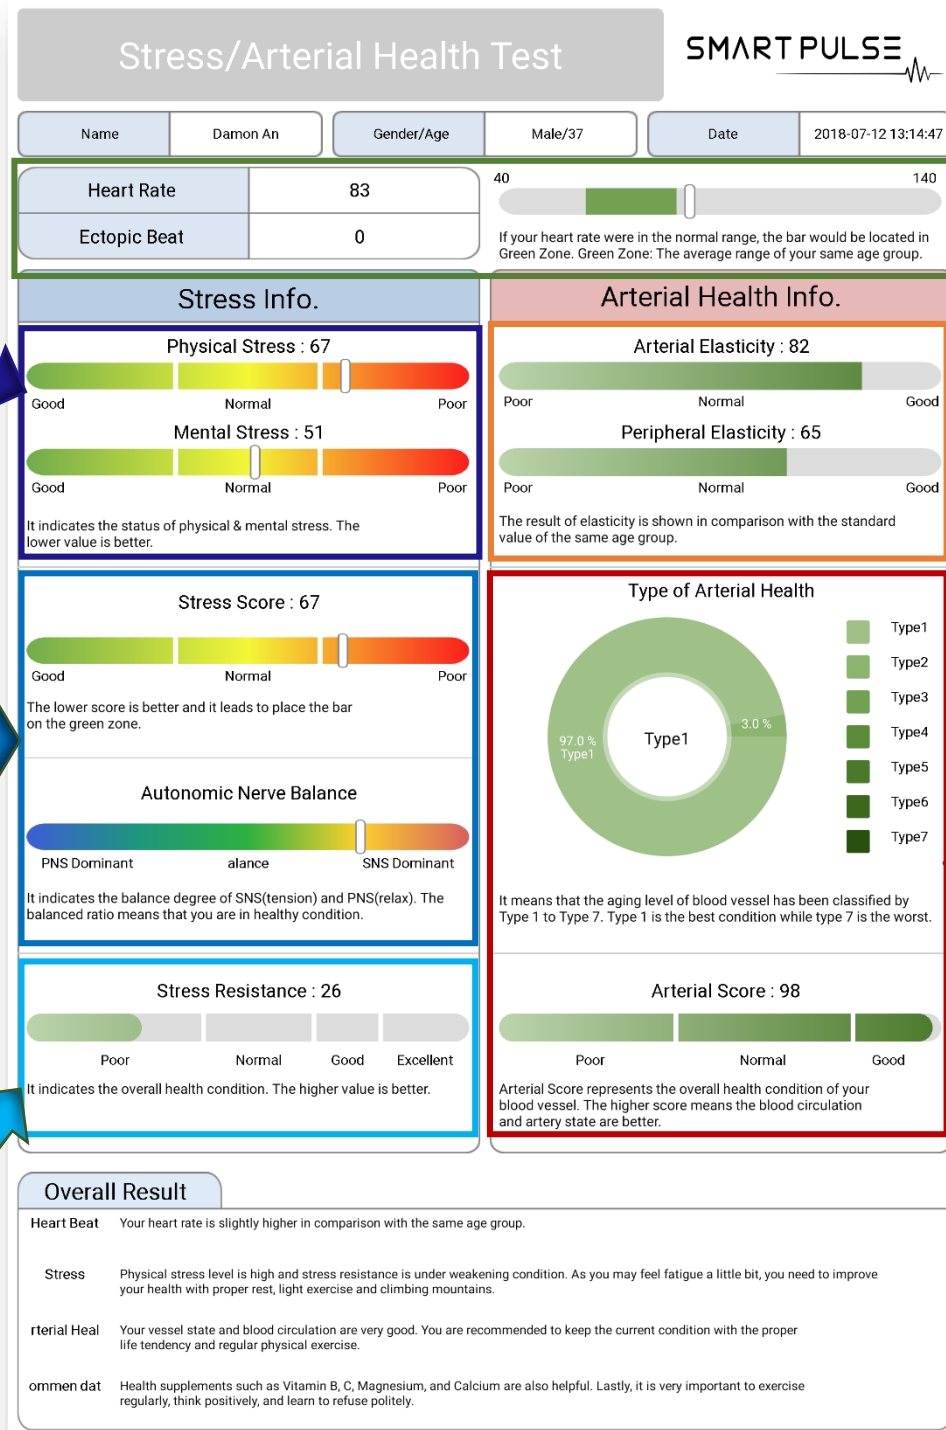 Stress/Arterial Health Test
SMART PULSE
Name
Damon An
Gender/Age
Male/37
Date
2018-07-12 13:14:47
Heart Rate
83
Ectopic Beat
0
40
140
If your heart rate were in the normal range, the bar would be located in
Green Zone. Green Zone: The average range of your same age group.
Stress Info.
Physical Stress : 67
Good
Normal
Poor
Mental Stress : 51
Good
Normal
Poor
It indicates the status of physical & mental stress. The
lower value is better.
Stress Score : 67
Good
Normal
Poor
The lower score is better and it leads to place the bar
on the green zone.
Autonomic Nerve Balance
PNS Dominant
alance
SNS Dominant
It indicates the balance degree of SNS(tension) and PNS(relax). The
balanced ratio means that you are in healthy condition.
Stress Resistance : 26
Poor
Normal
Good
Excellent
It indicates the overall health condition. The higher value is better.
Arterial Health Info.
Arterial Elasticity : 82
Poor
Normal
Good
Peripheral Elasticity : 65
Poor
Normal
Good
The result of elasticity is shown in comparison with the standard
value of the same age group.
Type of Arterial Health
97.0 %
Type1
Type1
3.0 %
Type1
Type2
Type3
Type4
Type5
Type6
Type7
It means that the aging level of blood vessel has been classified by
Type 1 to Type 7. Type 1 is the best condition while type 7 is the worst.
Arterial Score : 98
Poor
Normal
Good
Arterial Score represents the overall health condition of your
blood vessel. The higher score means the blood circulation
and artery state are better.
Overall Result
Heart Beat
Your heart rate is slightly higher in comparison with the same age group.
Stress
Physical stress level is high and stress resistance is under weakening condition. As you may feel fatigue a little bit, you need to improve
your health with proper rest, light exercise and climbing mountains.
rterial Heal
Your vessel state and blood circulation are very good. You are recommended to keep the current condition with the proper
life tendency and regular physical exercise.
ommen dat
Health supplements such as Vitamin B, C, Magnesium, and Calcium are also helpful. Lastly, it is very important to exercise
regularly, think positively, and learn to refuse politely.